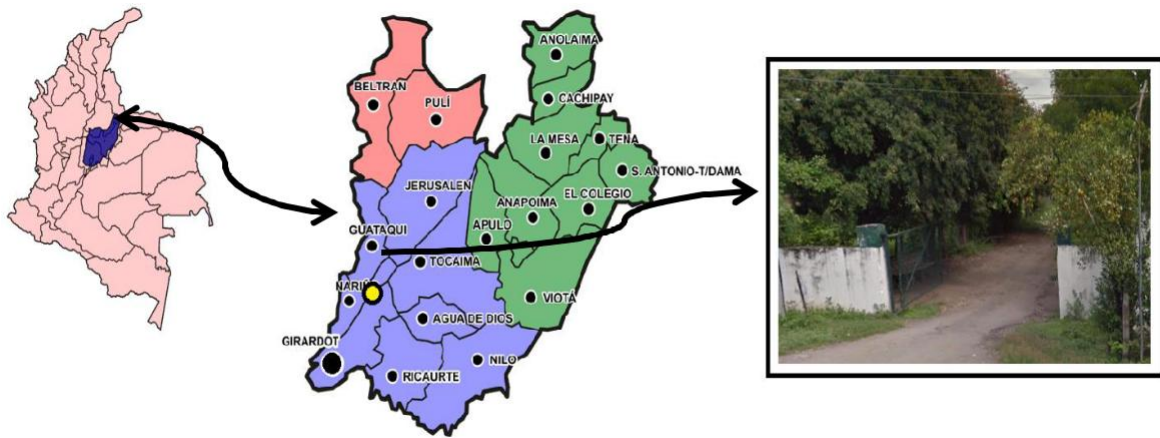 ANOLAIMA
BELTRAN
CACHIPAY
PULÍ
LA MESA
TENA
S. ANTONIO-T/DAMA
JERUSALEN
EL COLEGIO
ANAPOIMA
GUATAQUI
APULO
TOCAIMA
NARIÑ
VIOTÁ
AGUA DE DIOS
GIRARDOT
NILO
RICAURTE